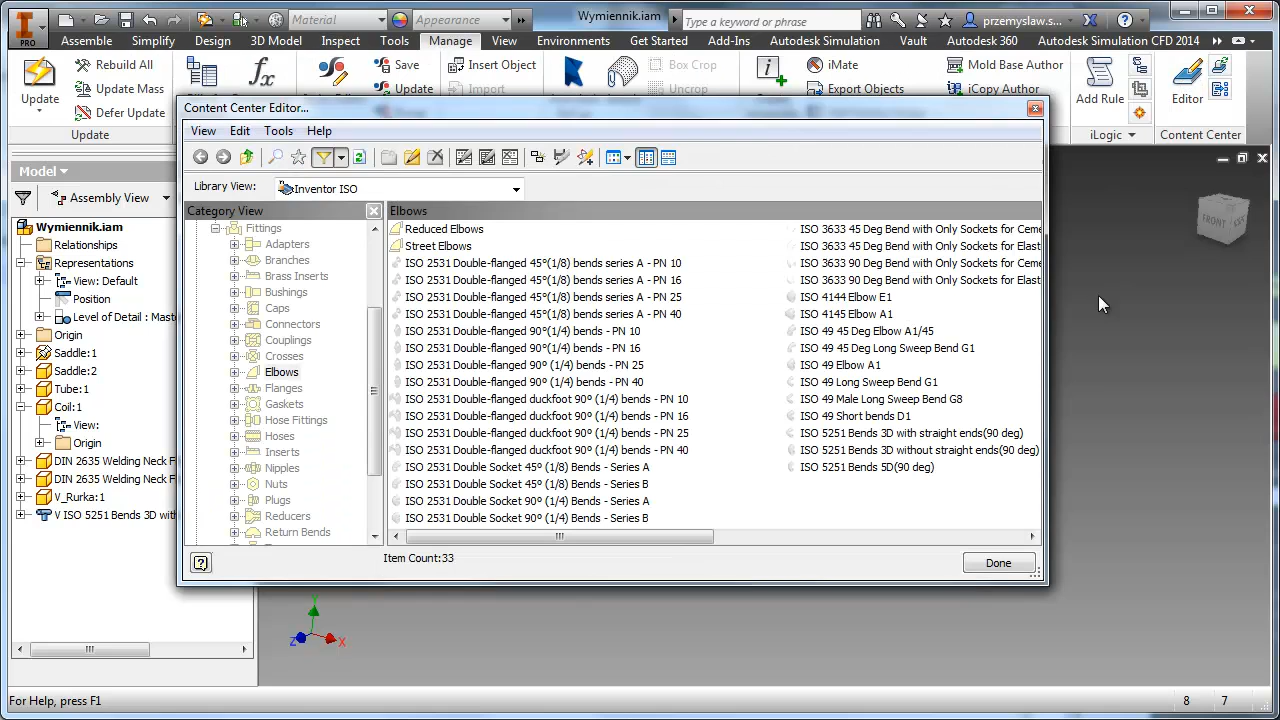 Material
Appearance
Wymiennik.iam
Type a keyword or phrase
przemyslaw.s...
PRO
Assemble
Simplify
Design
3D Model
Inspect
Tools
Manage
View
Environments
Get Started
Add-Ins
Autodesk Simulation
Vault
Autodesk 360
Autodesk Simulation CFD 2014
Update
Rebuild All
Update Mass
Defer Update
Update
Save
Update
Insert Object
Import
Box Crop
Uncrop
iMate
Export Objects
Mold Base Author
iCopy Author
Add Rule
iLogic
Editor
Content Center
Content Center Editor...
View
Edit
Tools
Help
Library View:
Inventor ISO
Category View
Fittings
Adapters
Branches
Brass Inserts
Bushings
Caps
Connectors
Couplings
Crosses
Elbows
Flanges
Gaskets
Hose Fittings
Hoses
Inserts
Nipples
Nuts
Plugs
Reducers
Return Bends
Elbows
Reduced Elbows
Street Elbows
ISO 2531 Double-flanged 45°(1/8) bends series A - PN 10
ISO 2531 Double-flanged 45°(1/8) bends series A - PN 16
ISO 2531 Double-flanged 45°(1/8) bends series A - PN 25
ISO 2531 Double-flanged 45°(1/8) bends series A - PN 40
ISO 2531 Double-flanged 90°(1/4) bends - PN 10
ISO 2531 Double-flanged 90°(1/4) bends - PN 16
ISO 2531 Double-flanged 90º (1/4) bends - PN 25
ISO 2531 Double-flanged 90º (1/4) bends - PN 40
ISO 2531 Double-flanged duckfoot 90º (1/4) bends - PN 10
ISO 2531 Double-flanged duckfoot 90º (1/4) bends - PN 16
ISO 2531 Double-flanged duckfoot 90º (1/4) bends - PN 25
ISO 2531 Double-flanged duckfoot 90º (1/4) bends - PN 40
ISO 2531 Double Socket 45º (1/8) Bends - Series A
ISO 2531 Double Socket 45º (1/8) Bends - Series B
ISO 2531 Double Socket 90º (1/4) Bends - Series A
ISO 2531 Double Socket 90º (1/4) Bends - Series B
ISO 3633 45 Deg Bend with Only Sockets for Ceme
ISO 3633 45 Deg Bend with Only Sockets for Elast
ISO 3633 90 Deg Bend with Only Sockets for Ceme
ISO 3633 90 Deg Bend with Only Sockets for Elast
ISO 4144 Elbow E1
ISO 4145 Elbow A1
ISO 49 45 Deg Elbow A1/45
ISO 49 45 Deg Long Sweep Bend G1
ISO 49 Elbow A1
ISO 49 Long Sweep Bend G1
ISO 49 Male Long Sweep Bend G8
ISO 49 Short bends D1
ISO 5251 Bends 3D with straight ends(90 deg)
ISO 5251 Bends 3D without straight ends(90 deg)
ISO 5251 Bends 5D(90 deg)
Item Count:33
Done
Model
Assembly View
Wymiennik.iam
Relationships
Representations
View: Default
Position
Level of Detail : Maste
Origin
Saddle:1
Saddle:2
Tube:1
Coil:1
View:
Origin
DIN 2635 Welding Neck F
DIN 2635 Welding Neck F
V_Rurka:1
V ISO 5251 Bends 3D with
FRONT
Y
Z
X
For Help, press F1
8
7